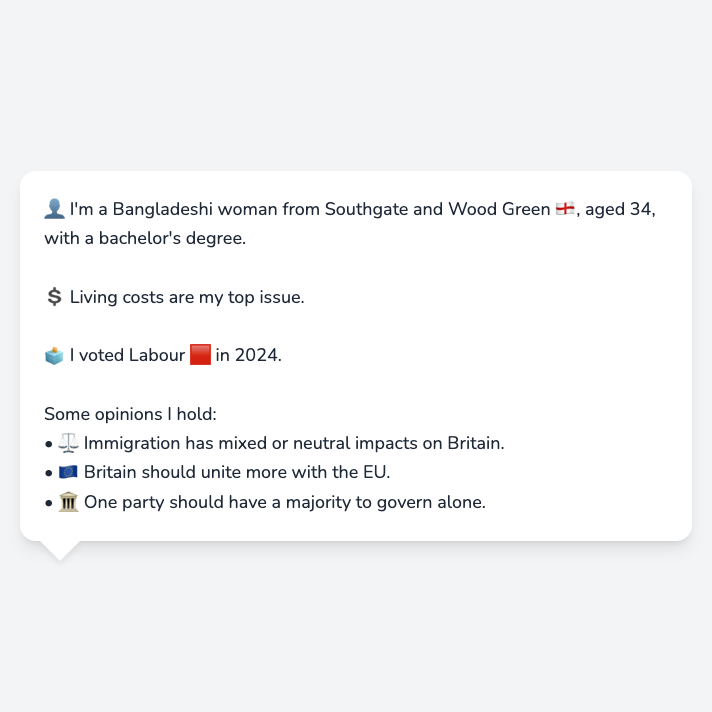 👤 I'm a Bangladeshi woman from Southgate and Wood Green 🏴󠁧󠁢󠁥󠁮󠁧󠁿, aged 34,
with a bachelor's degree.
💲 Living costs are my top issue.
🗳️ I voted Labour 🟥 in 2024.
Some opinions I hold:
• ⚖️ Immigration has mixed or neutral impacts on Britain.
• 🇪🇺 Britain should unite more with the EU.
• 🏛️ One party should have a majority to govern alone.